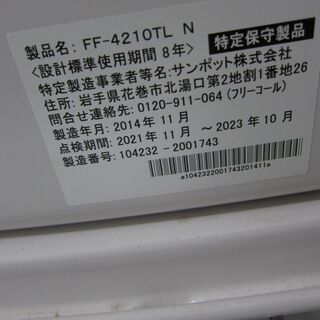 製品名: FF-4210TL N 特定保守製品
<設計標準使用期間 8年>
特定製造事業者等名: サンポット株式会社
住所: 岩手県花巻市北湯口第2地割1番地26
問合せ連絡先: 0120-911-064 (フリーコール)
製造年月: 2014年 11月
点検期間: 2021年 11月 ～ 2023年 10月
製造番号: 104232 - 2001743
a1042322001743201411a